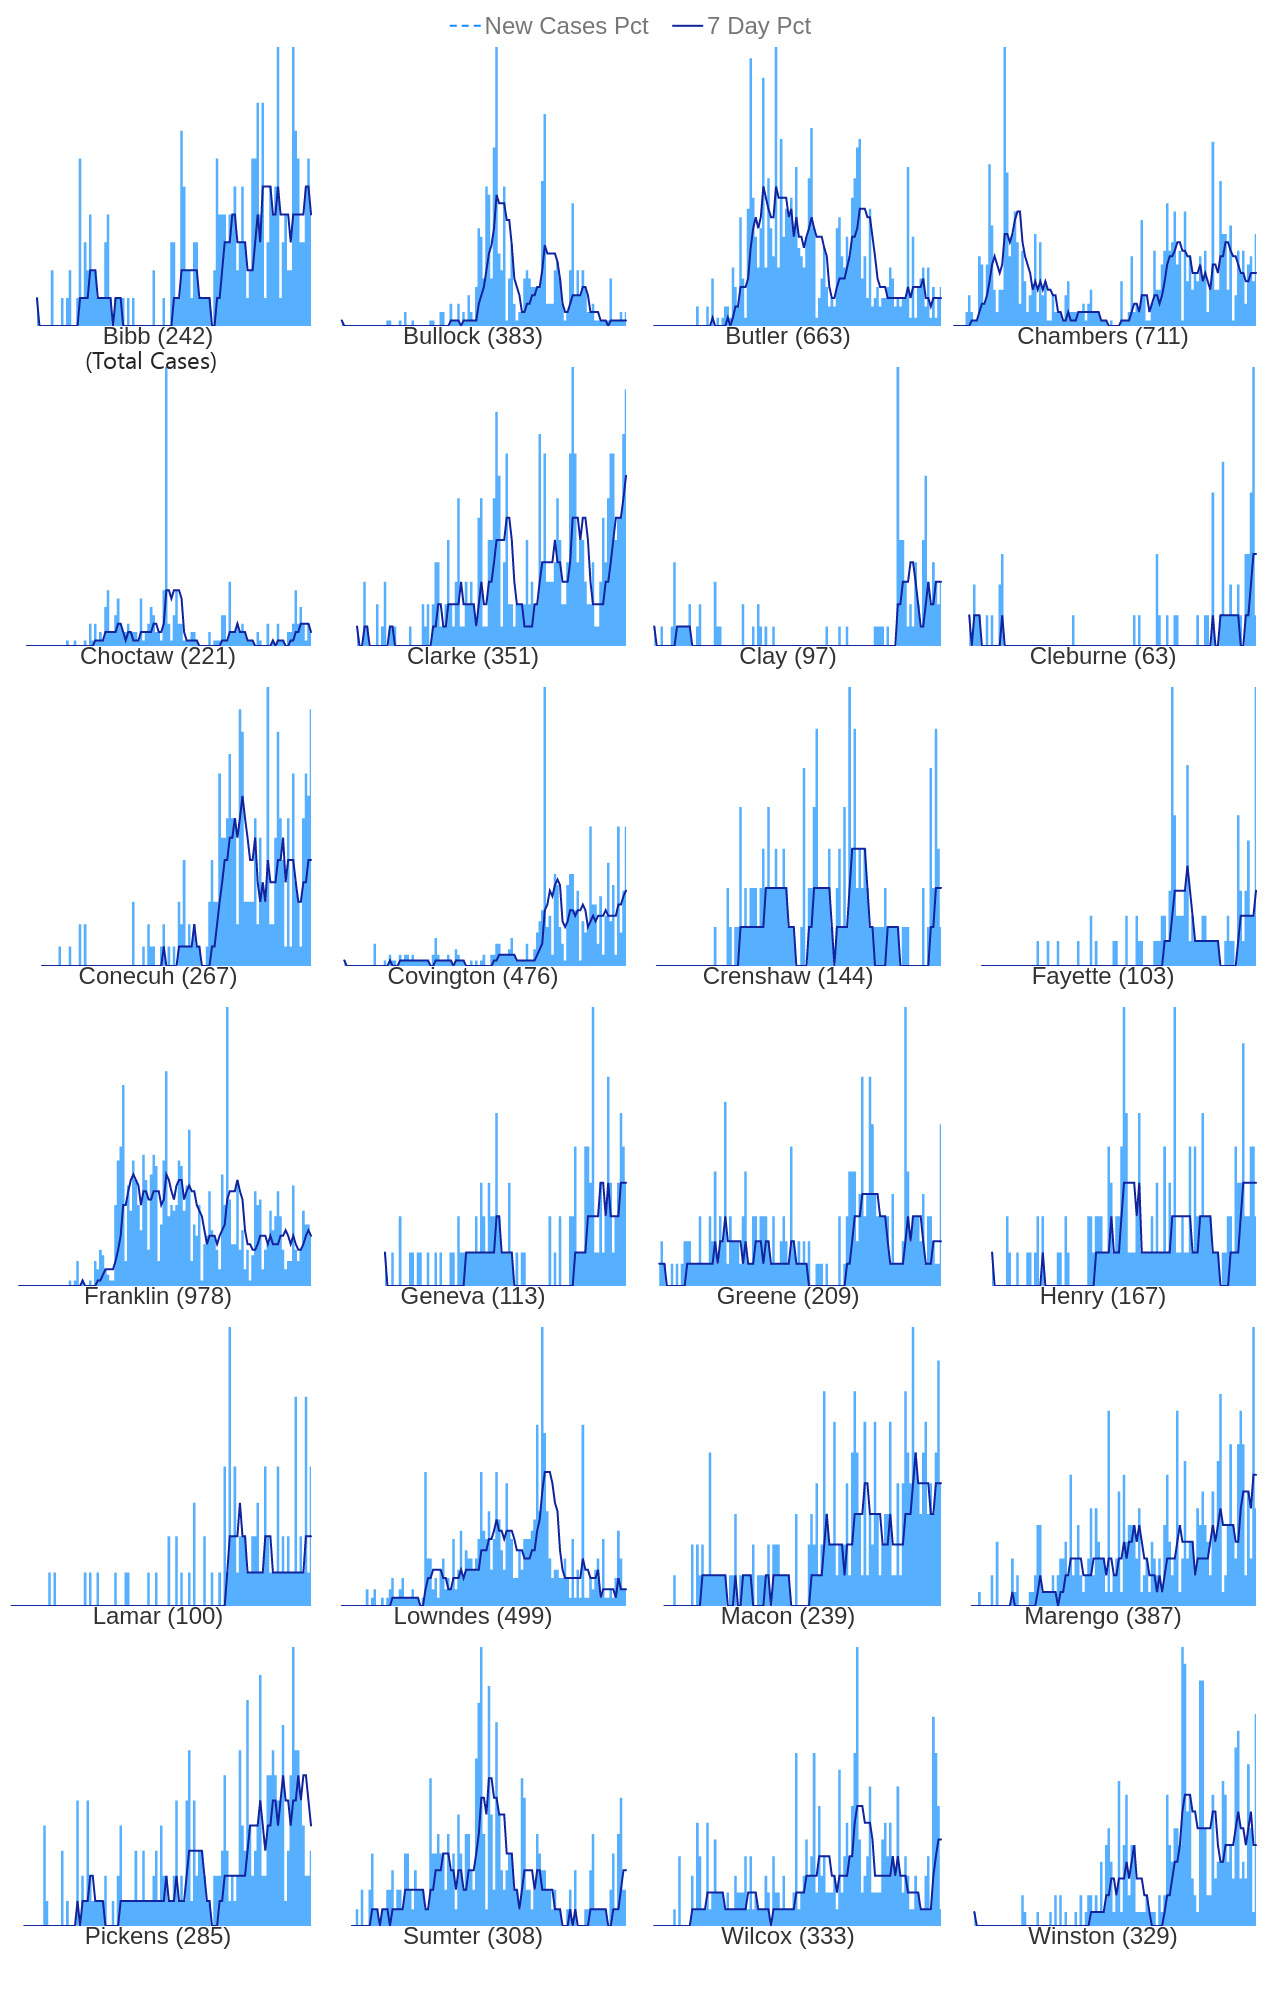 New Cases Pct 7 Day Pct
Bibb (242) Bullock (383) Butler (663) Chambers (711)
(Total Cases)
Choctaw (221) Clarke (351) Clay (97) Cleburne (63)
Conecuh (267) Covington (476) Crenshaw (144) Fayette (103)
Franklin (978) Geneva (113) Greene (209) Henry (167)
Lamar (100) Lowndes (499) Macon (239) Marengo (387)
Pickens (285) Sumter (308) Wilcox (333) Winston (329)